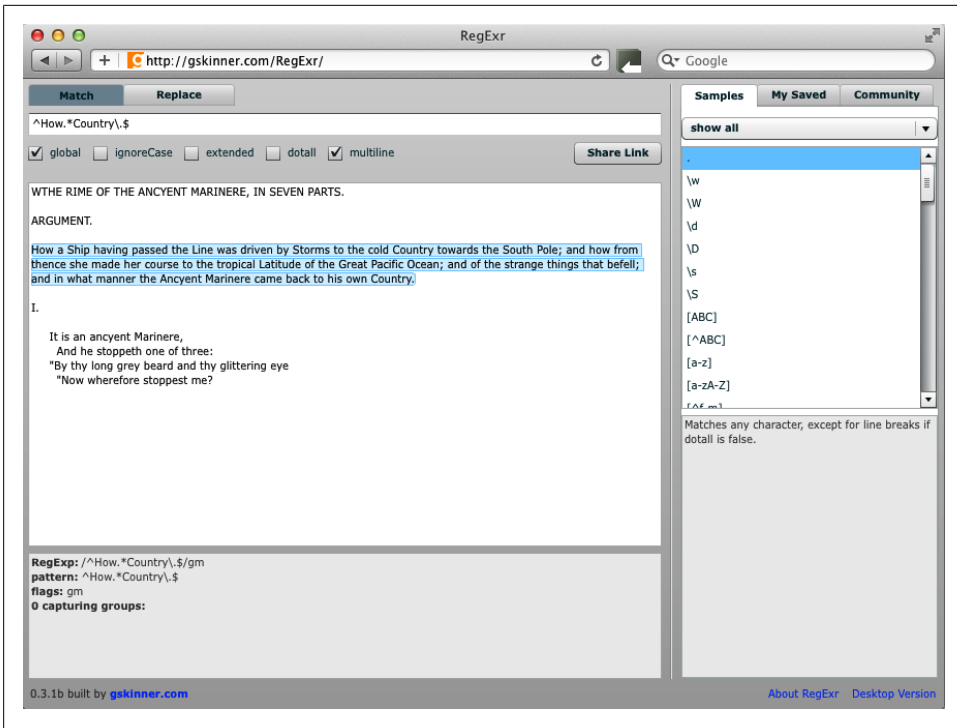 RegExr
http://gskinner.com/RegExr/
Google
Match Replace
^How.*Country\.$
global ignoreCase extended dotall multiline Share Link
WTHE RIME OF THE ANCYENT MARINERE, IN SEVEN PARTS.
ARGUMENT.
How a Ship having passed the Line was driven by Storms to the cold Country towards the South Pole; and how from
thence she made her course to the tropical Latitude of the Great Pacific Ocean; and of the strange things that befell;
and in what manner the Ancyent Marinere came back to his own Country.
I.
It is an ancyent Marinere,
And he stoppeth one of three:
"By thy long grey beard and thy glittering eye
"Now wherefore stoppest me?
RegExp: /^How.*Country\.$/gm
pattern: ^How.*Country\.$
flags: gm
0 capturing groups:
Samples My Saved Community
show all
.
\w
\W
\d
\D
\s
\S
[ABC]
[^ABC]
[a-z]
[a-zA-Z]
[^f-m]
Matches any character, except for line breaks if
dotall is false.
0.3.1b built by gskinner.com
About RegExr Desktop Version